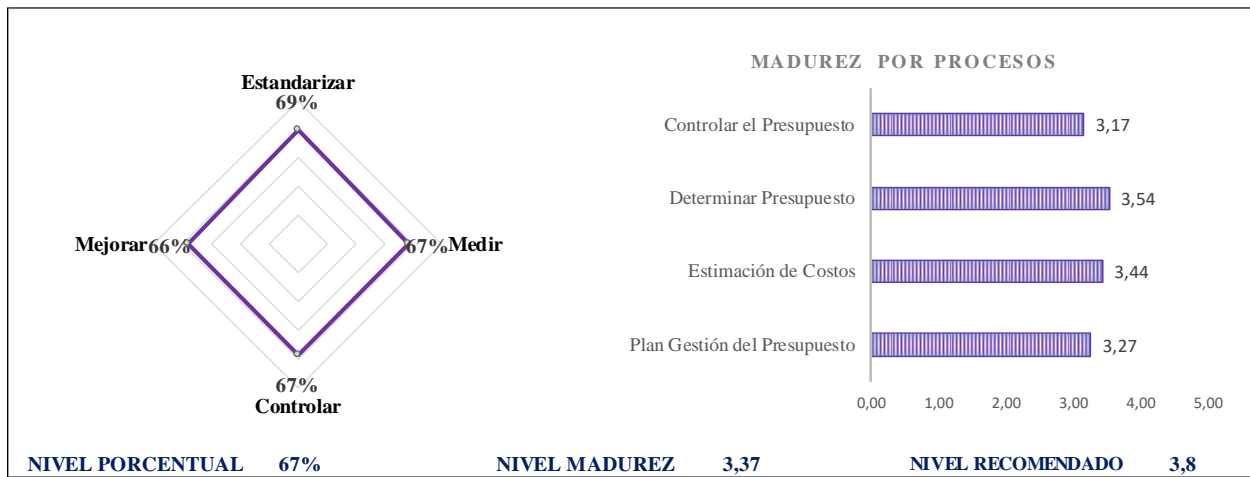 Estandarizar
69%
Mejorar 66%
67% Medir
67%
Controlar
MADUREZ POR PROCESOS
Controlar el Presupuesto 3,17
Determinar Presupuesto 3,54
Estimación de Costos 3,44
Plan Gestión del Presupuesto 3,27
0,00 1,00 2,00 3,00 4,00 5,00
NIVEL PORCENTUAL 67% NIVEL MADUREZ 3,37 NIVEL RECOMENDADO 3,8